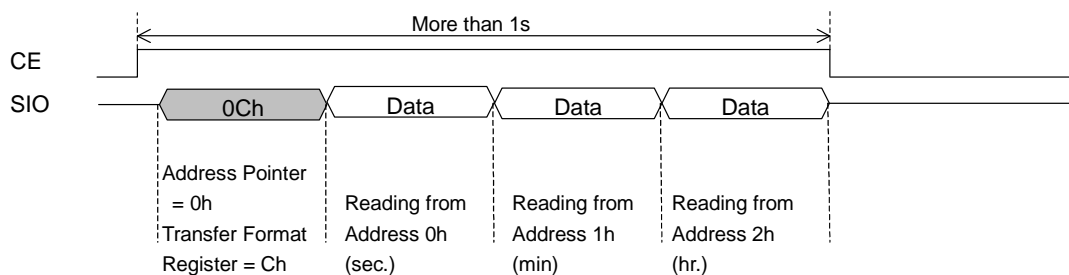 More than 1s
CE
SIO
0Ch
Data
Data
Data
Address Pointer
= 0h
Transfer Format
Register = Ch
Reading from
Address 0h
(sec.)
Reading from
Address 1h
(min)
Reading from
Address 2h
(hr.)